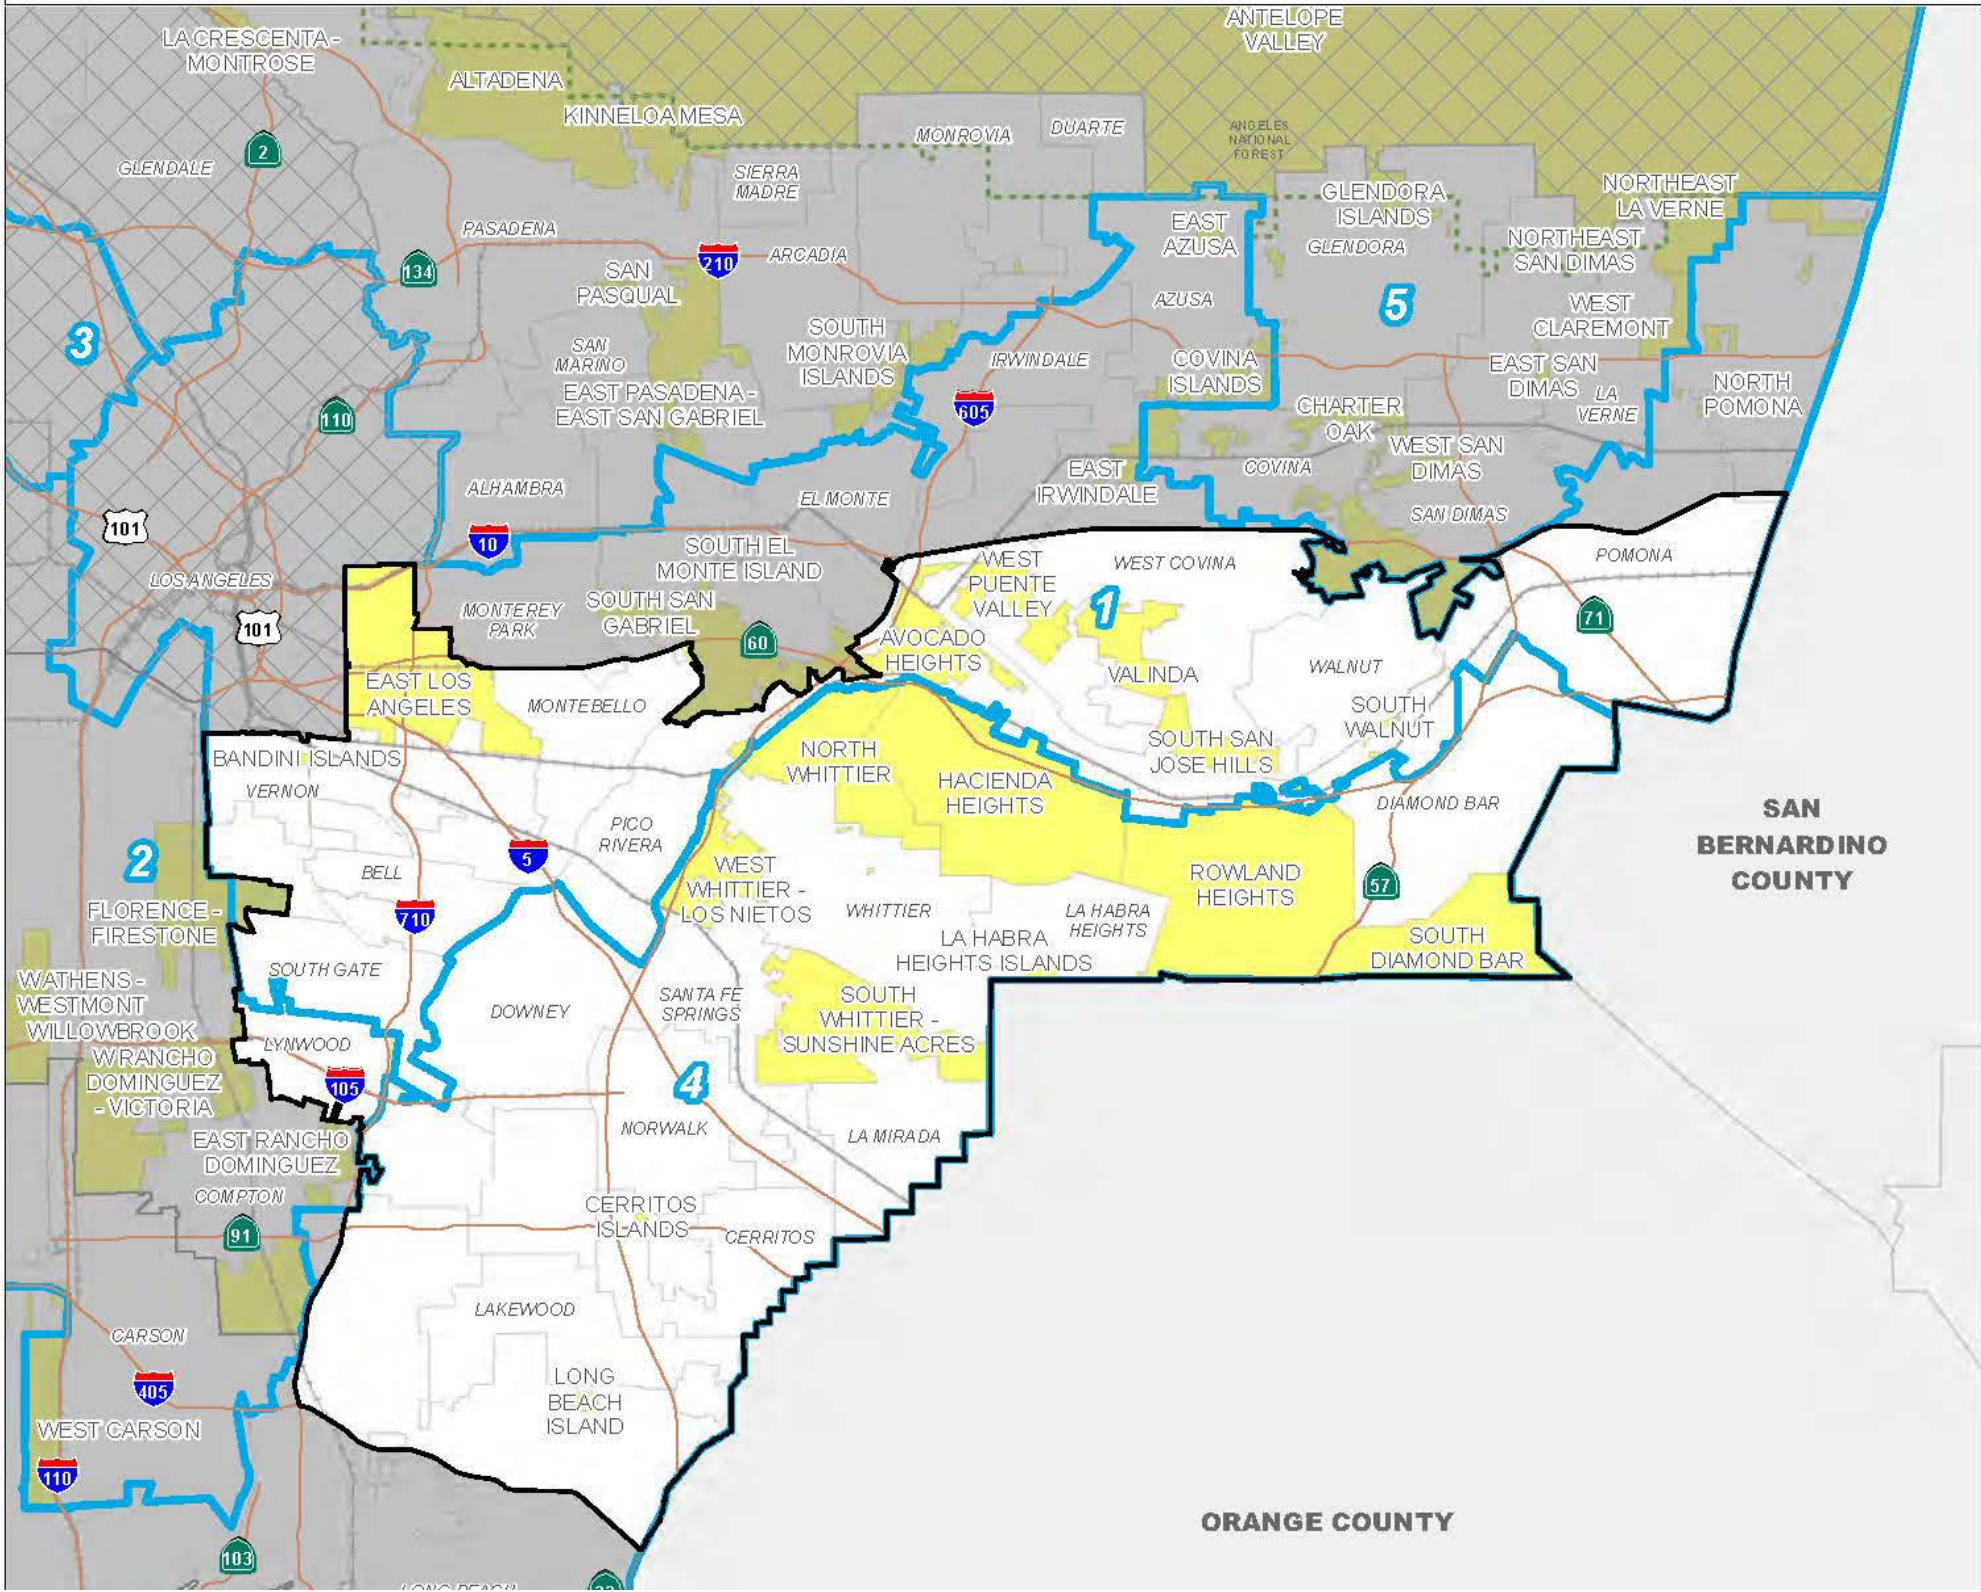 ANTELOPE
VALLEY
LA CRESCENTA -
MONTROSE
ALTADENA
KINNELOA MESA
MONROVIA
DUARTE
ANGELES
NATIONAL
FOREST
2
GLENDALE
SIERRA
MADRE
GLENDORA
ISLANDS
NORTHEAST
LA VERNE
PASADENA
EAST
AZUSA
GLENDORA
NORTHEAST
SAN DIMAS
134
SAN
PASQUAL
210
ARCADIA
AZUSA
5
WEST
CLAREMONT
3
SAN
MARINO
SOUTH
MONROVIA
ISLANDS
IRWINDALE
COVINA
ISLANDS
EAST SAN
DIMAS
LA
VERNE
NORTH
POMONA
110
EAST PASADENA -
EAST SAN GABRIEL
605
CHARTER
OAK
WEST SAN
DIMAS
ALHAMBRA
EL MONTE
EAST
IRWINDALE
COVINA
SAN DIMAS
101
10
LOS ANGELES
SOUTH EL
MONTE ISLAND
WEST
PUENTE
VALLEY
WEST COVINA
POMONA
101
MONTEREY
PARK
SOUTH SAN
GABRIEL
60
1
71
AVOCADO
HEIGHTS
VALINDA
WALNUT
EAST LOS
ANGELES
MONTEBELLO
SOUTH
WALNUT
BANDINI ISLANDS
VERNON
NORTH
WHITTIER
HACIENDA
HEIGHTS
SOUTH SAN
JOSE HILLS
DIAMOND BAR
SAN
BERNARDINO
COUNTY
PICO
RIVERA
2
BELL
5
WEST
WHITTIER -
LOS NIETOS
ROWLAND
HEIGHTS
57
FLORENCE -
FIRESTONE
710
WHITTIER
LA HABRA
HEIGHTS
LA HABRA
HEIGHTS ISLANDS
SOUTH
DIAMOND BAR
WATHENS -
WESTMONT
SOUTH GATE
DOWNEY
SANTA FE
SPRINGS
SOUTH
WHITTIER -
SUNSHINE ACRES
WILLOWBROOK
LYNWOOD
W RANCHO
DOMINGUEZ
- VICTORIA
105
4
NORWALK
LA MIRADA
EAST RANCHO
DOMINGUEZ
COMPTON
91
CERRITOS
ISLANDS
CERRITOS
LAKEWOOD
CARSON
405
LONG
BEACH
ISLAND
WEST CARSON
110
ORANGE COUNTY
103
LONG BEACH